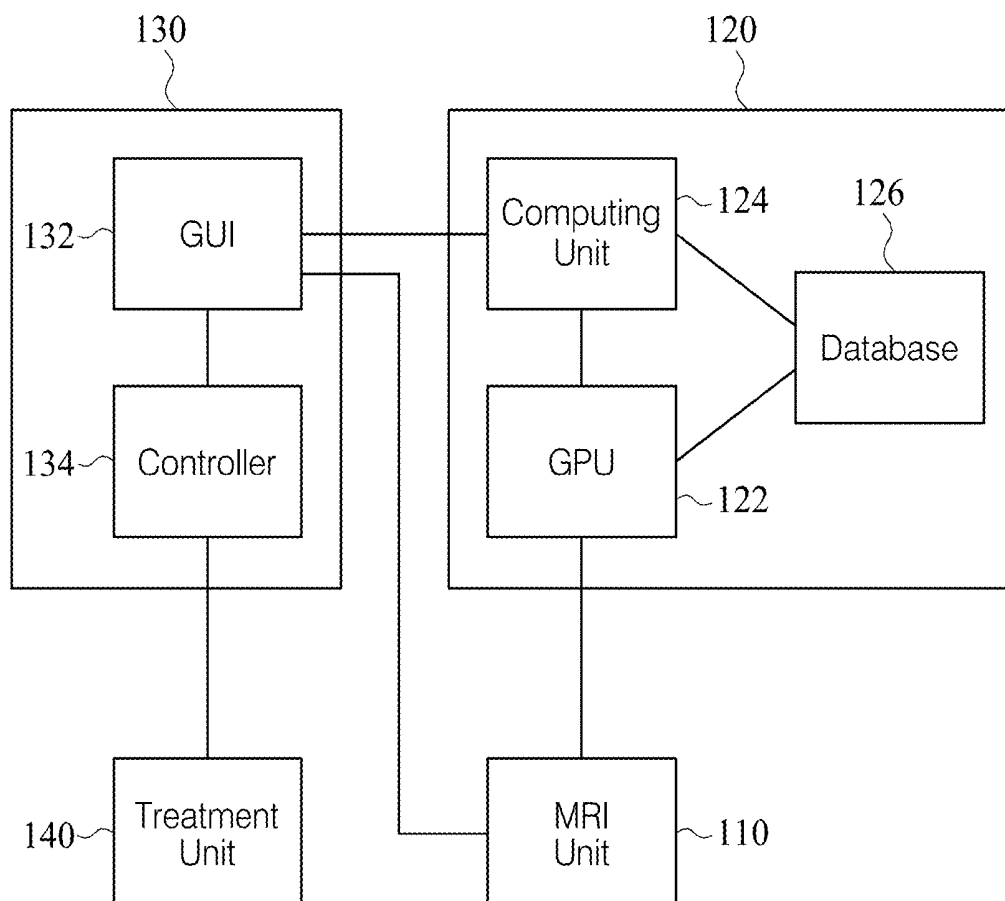 130
120
132
GUI
Computing
Unit
124
126
Database
134
Controller
GPU
122
140
Treatment
Unit
MRI
Unit
110